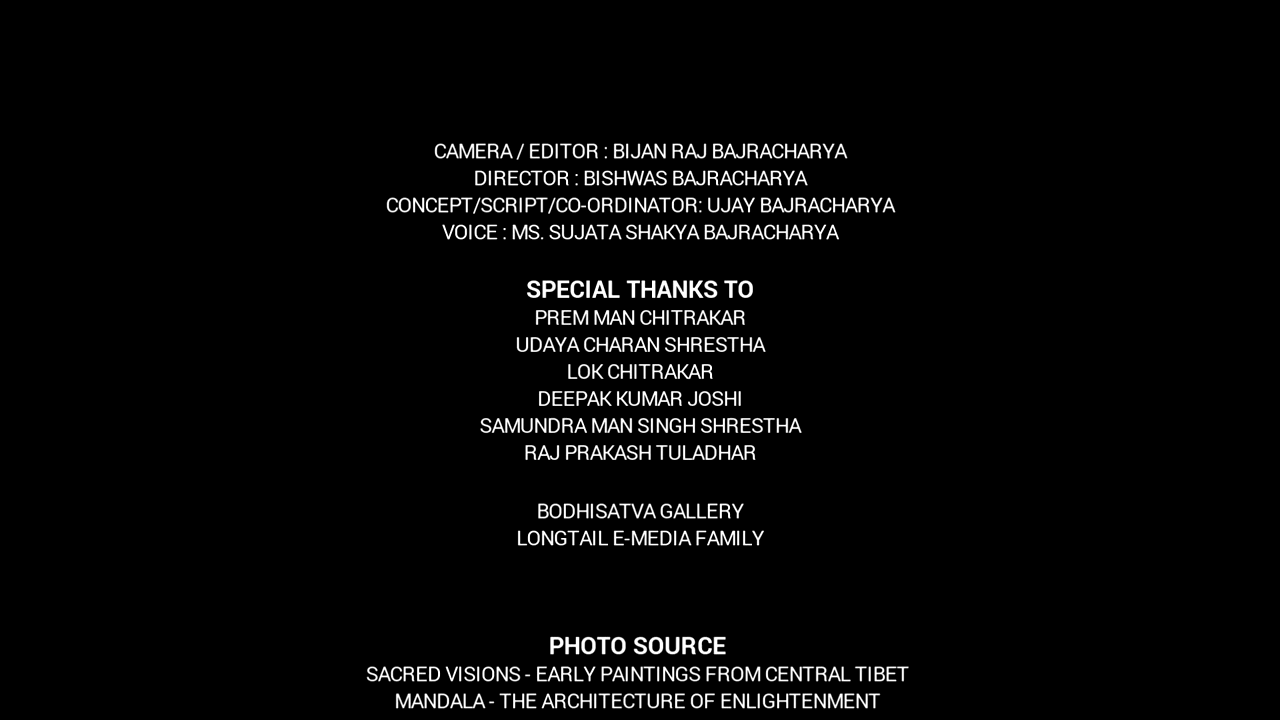 CAMERA / EDITOR : BIJAN RAJ BAJRACHARYA
DIRECTOR : BISHWAS BAJRACHARYA
CONCEPT/SCRIPT/CO-ORDINATOR: UJAY BAJRACHARYA
VOICE : MS. SUJATA SHAKYA BAJRACHARYA
SPECIAL THANKS TO
PREM MAN CHITRAKAR
UDAYA CHARAN SHRESTHA
LOK CHITRAKAR
DEEPAK KUMAR JOSHI
SAMUNDRA MAN SINGH SHRESTHA
RAJ PRAKASH TULADHAR
BODHISATVA GALLERY
LONGTAIL E-MEDIA FAMILY
PHOTO SOURCE
SACRED VISIONS - EARLY PAINTINGS FROM CENTRAL TIBET
MANDALA - THE ARCHITECTURE OF ENLIGHTENMENT